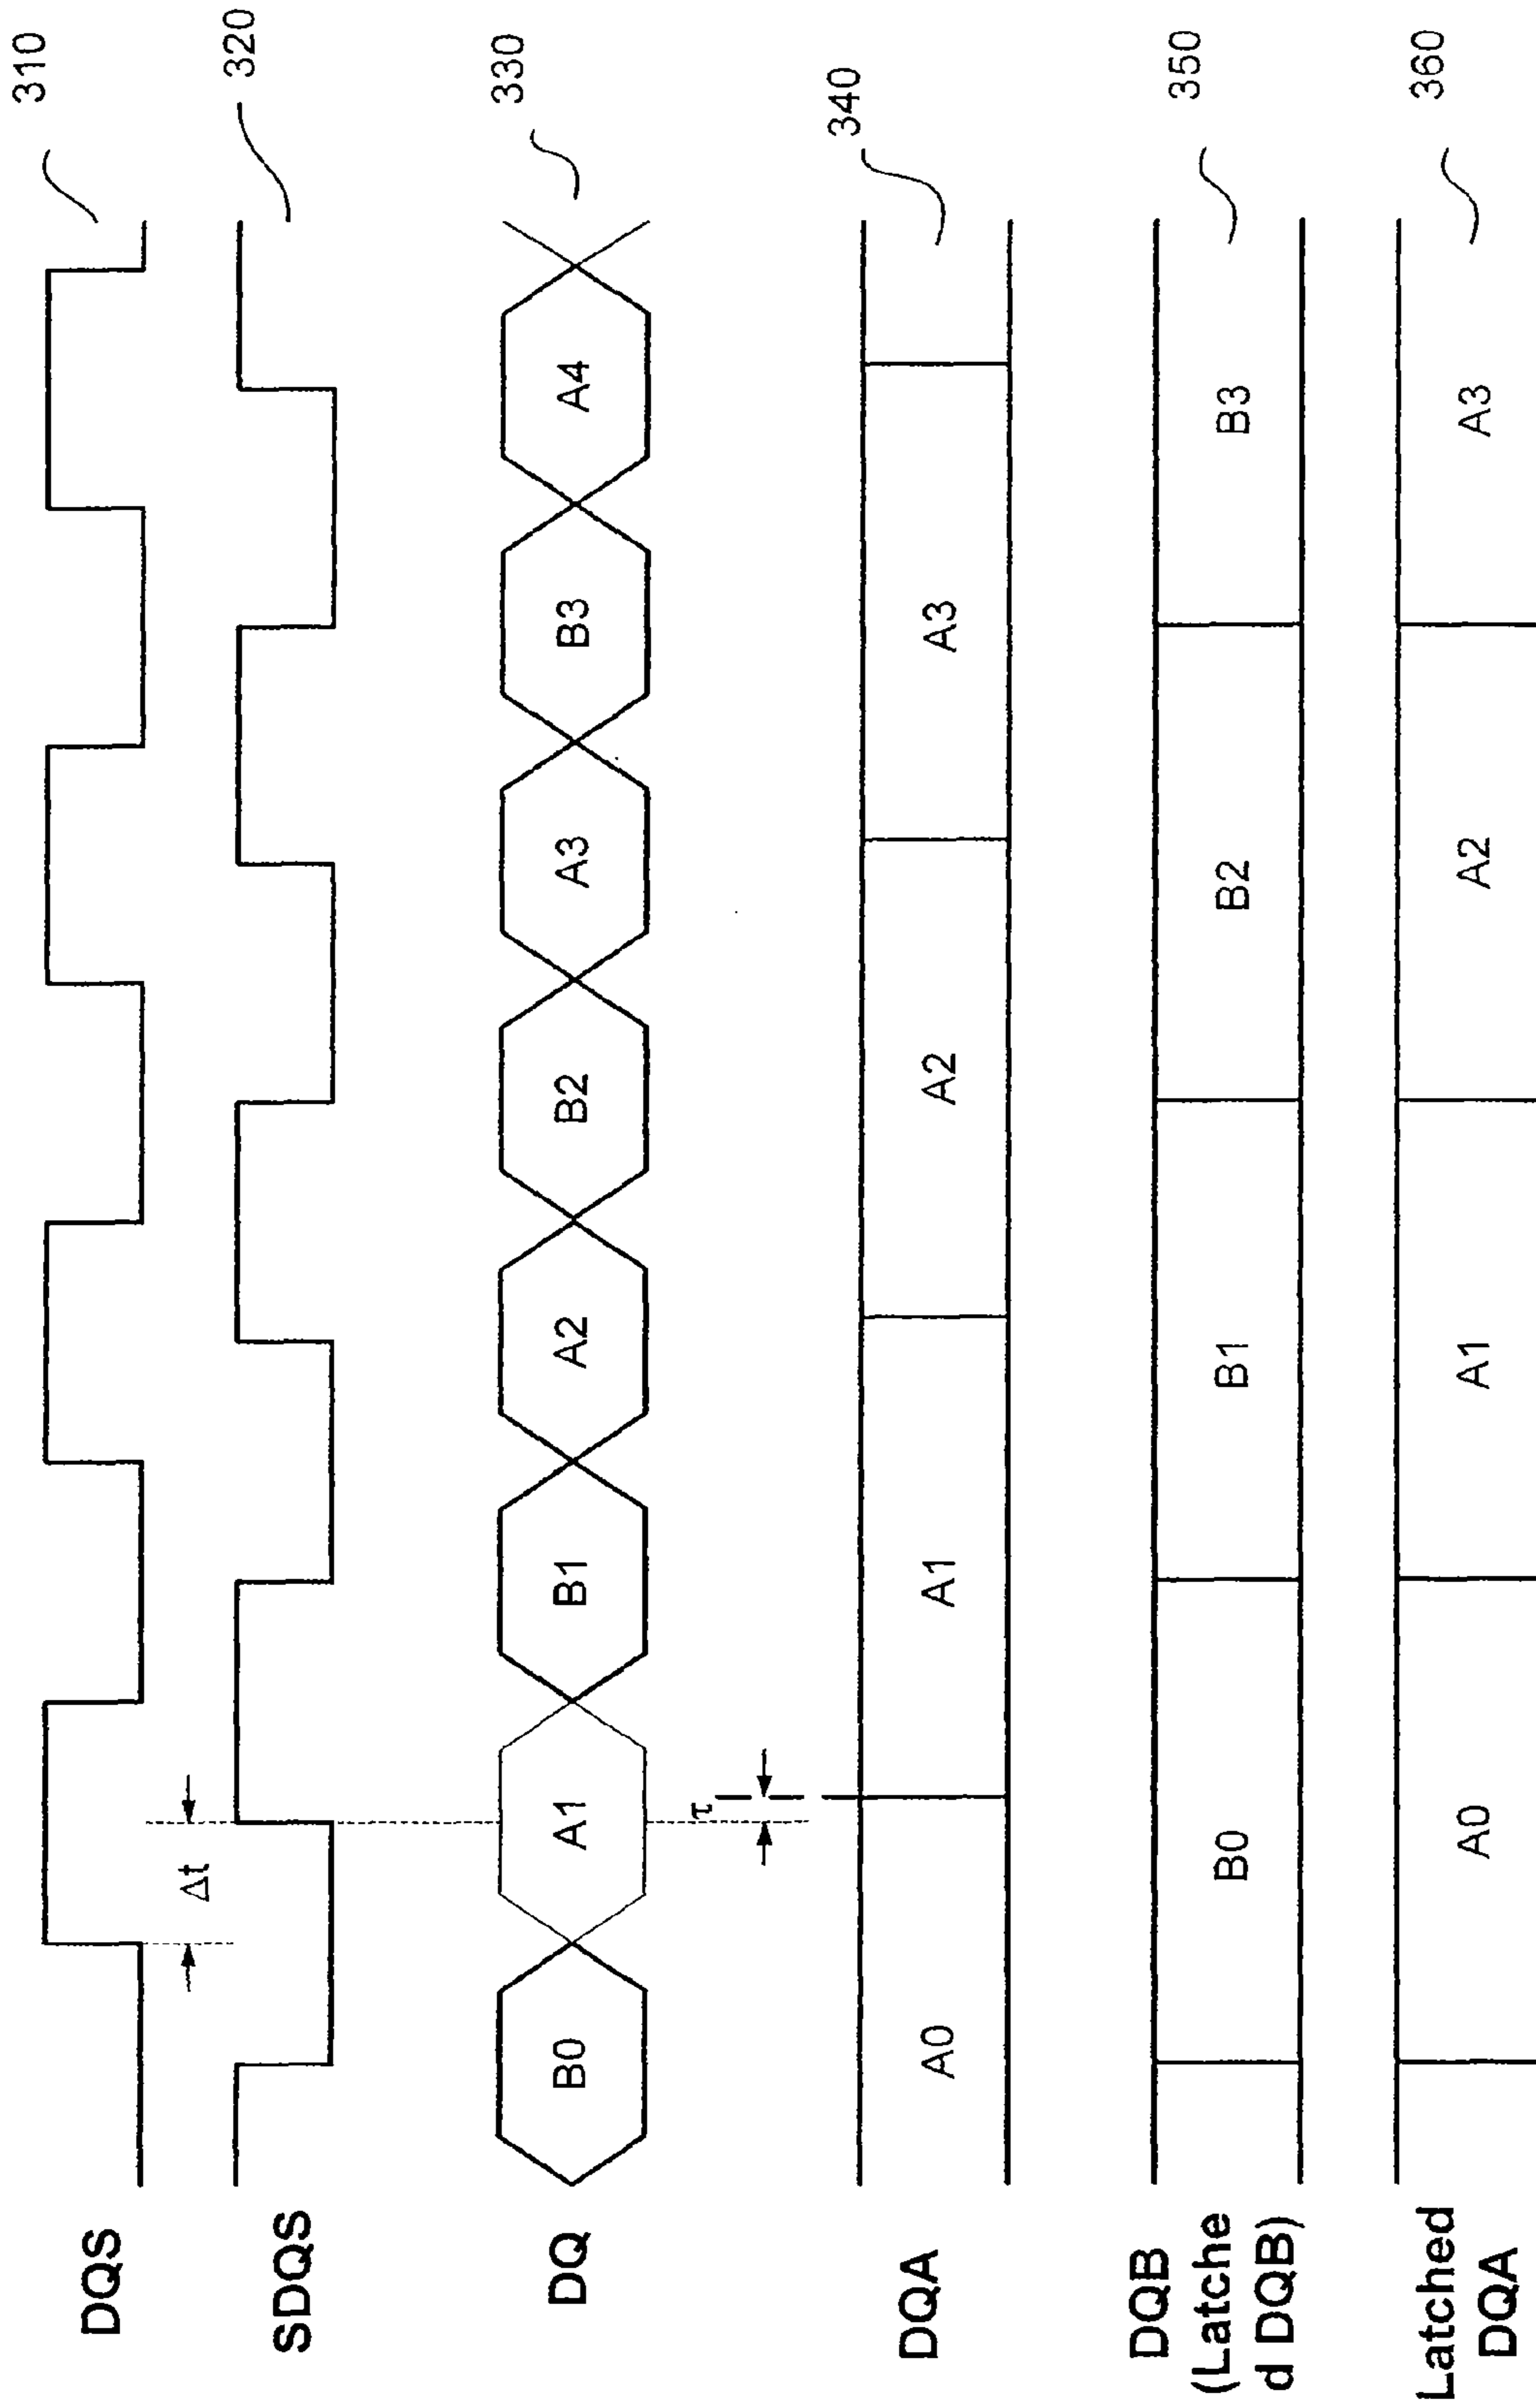 DQS
310
SDQS
Δt
320
DQ
B0 A1 B1 A2 B2 A3 B3 A4
330
τ
DQA
A0 A1 A2 A3
340
DQB
(Latche
d DQB)
B0 B1 B2 B3
350
Latched
DQA
A0 A1 A2 A3
360